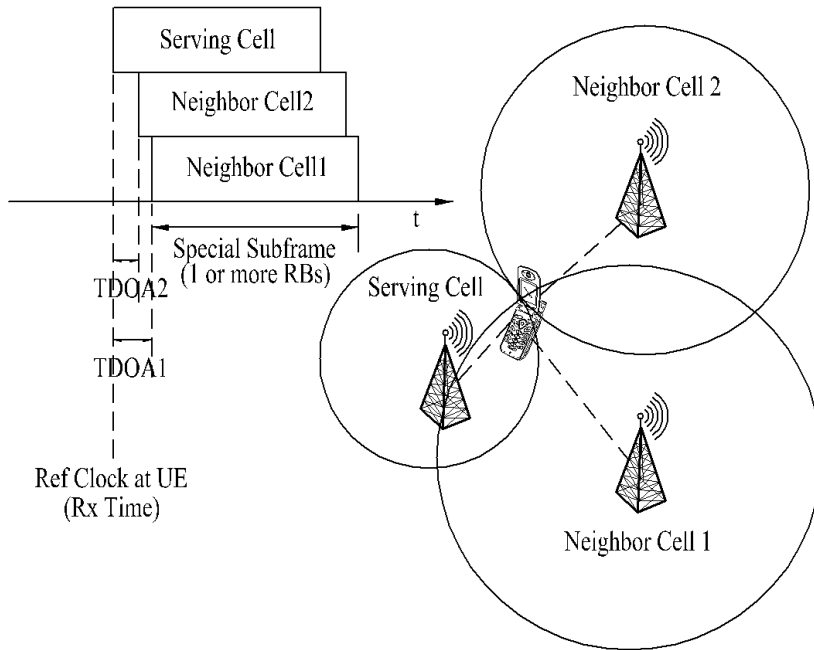 Serving Cell
Neighbor Cell2
Neighbor Cell1
t
Special Subframe
(1 or more RBs)
TDOA2
TDOA1
Ref Clock at UE
(Rx Time)
Neighbor Cell 2
Serving Cell
Neighbor Cell 1